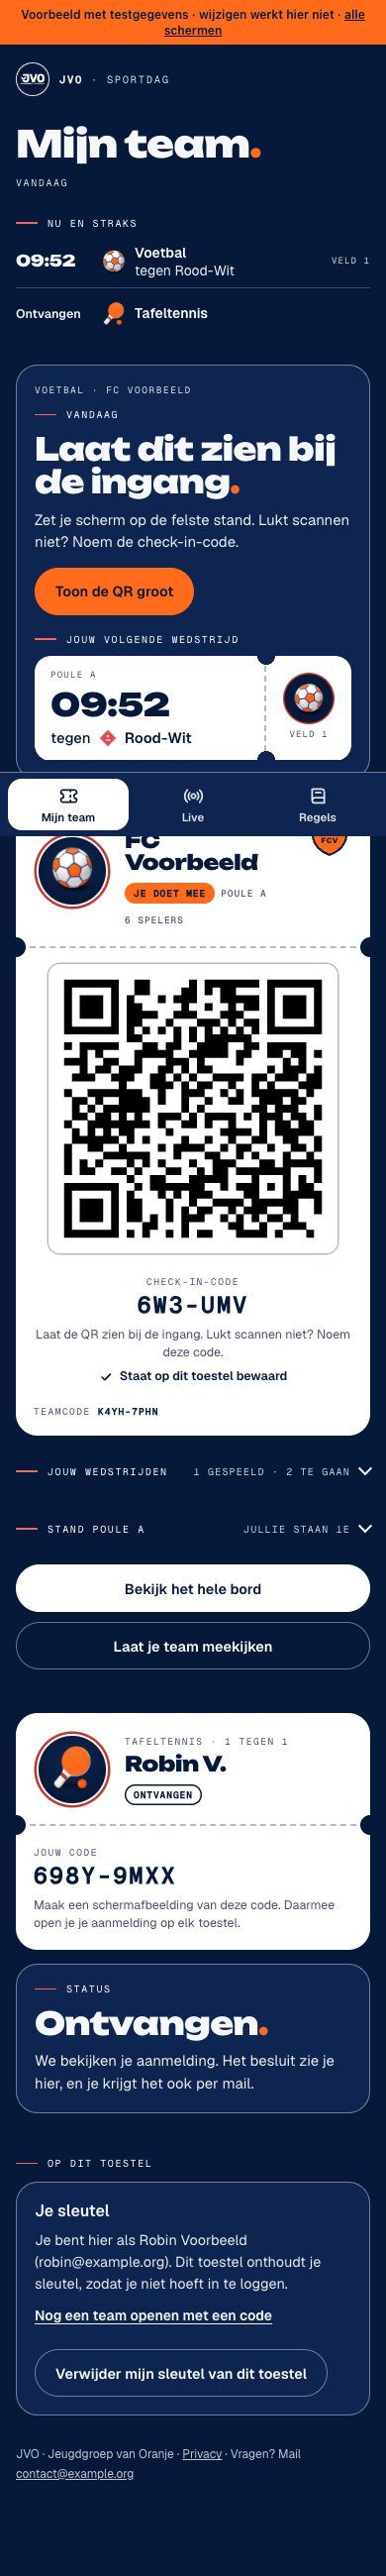 Voorbeeld met testgegevens · wijzigen werkt hier niet · alle
schermen
JVO JVO · SPORTDAG
Mijn team.
VANDAAG
NU EN STRAKS
09:52 Voetbal
tegen Rood-Wit VELD 1
Ontvangen Tafeltennis
VOETBAL · FC VOORBEELD
VANDAAG
Laat dit zien bij
de ingang.
Zet je scherm op de felste stand. Lukt scannen
niet? Noem de check-in-code.
Toon de QR groot
JOUW VOLGENDE WEDSTRIJD
POULE A
09:52
tegen Rood-Wit
VELD 1
Mijn team Live Regels
FC
Voorbeeld
FCV
JE DOET MEE POULE A
6 SPELERS
CHECK-IN-CODE
6W3-UMV
Laat de QR zien bij de ingang. Lukt scannen niet? Noem
deze code.
Staat op dit toestel bewaard
TEAMCODE K4YH-7PHN
JOUW WEDSTRIJDEN 1 GESPEELD · 2 TE GAAN
STAND POULE A JULLIE STAAN 1E
Bekijk het hele bord
Laat je team meekijken
TAFELTENNIS · 1 TEGEN 1
Robin V.
ONTVANGEN
JOUW CODE
698Y-9MXX
Maak een schermafbeelding van deze code. Daarmee
open je je aanmelding op elk toestel.
STATUS
Ontvangen.
We bekijken je aanmelding. Het besluit zie je
hier, en je krijgt het ook per mail.
OP DIT TOESTEL
Je sleutel
Je bent hier als Robin Voorbeeld
(robin@example.org). Dit toestel onthoudt je
sleutel, zodat je niet hoeft in te loggen.
Nog een team openen met een code
Verwijder mijn sleutel van dit toestel
JVO · Jeugdgroep van Oranje · Privacy · Vragen? Mail
contact@example.org